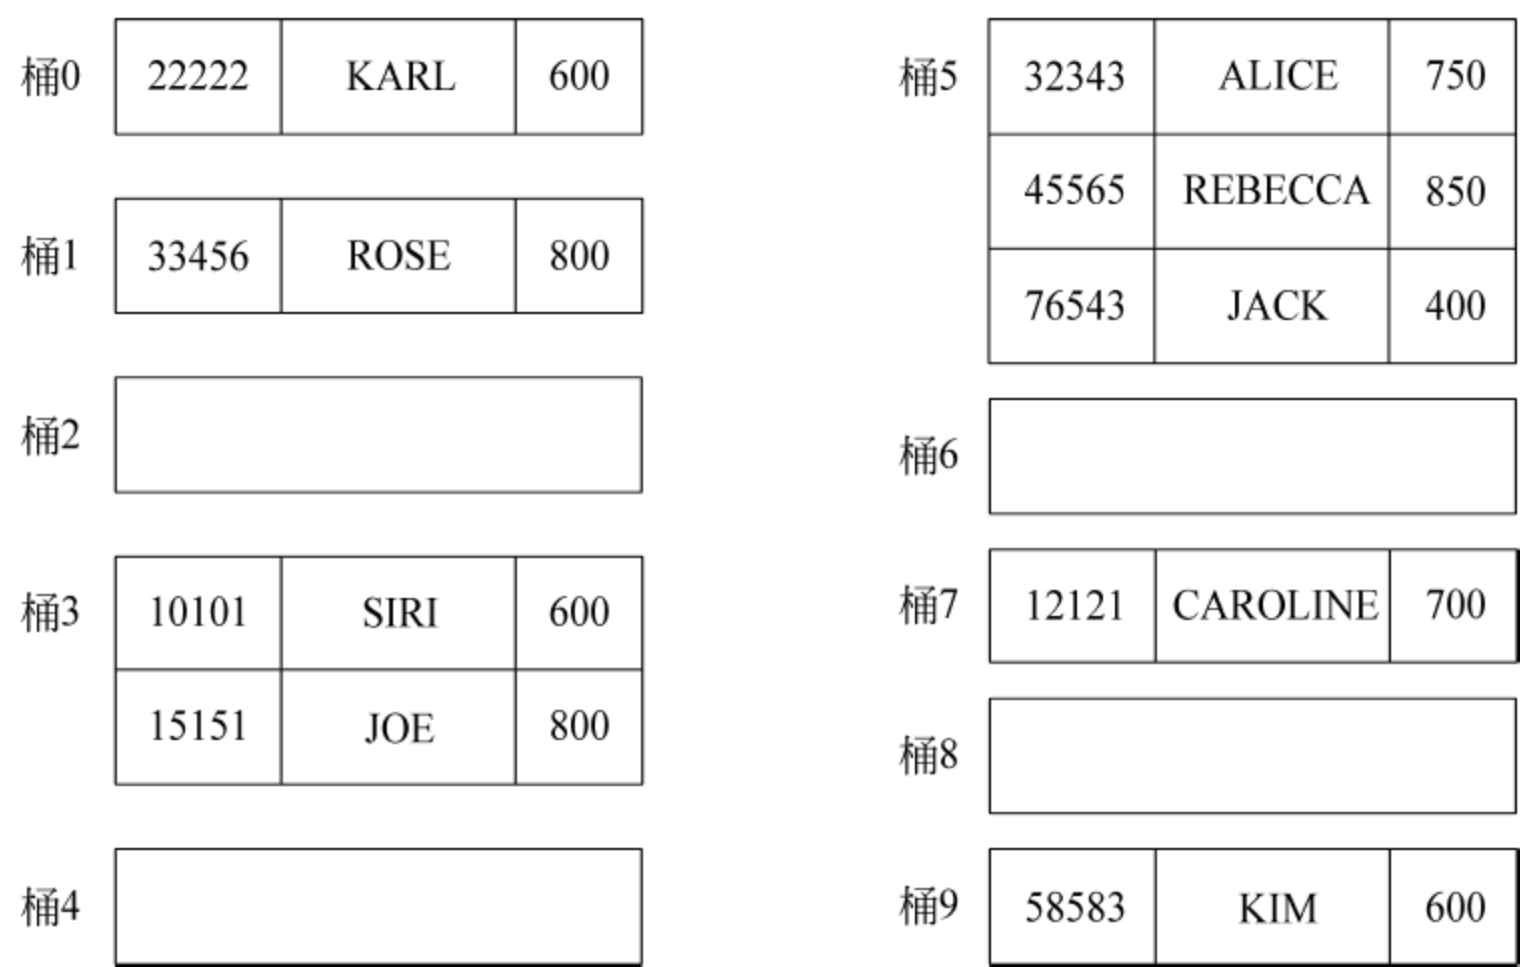 桶0 22222 KARL 600
桶1 33456 ROSE 800
桶2
桶3 10101 SIRI 600
15151 JOE 800
桶4
桶5 32343 ALICE 750
45565 REBECCA 850
76543 JACK 400
桶6
桶7 12121 CAROLINE 700
桶8
桶9 58583 KIM 600